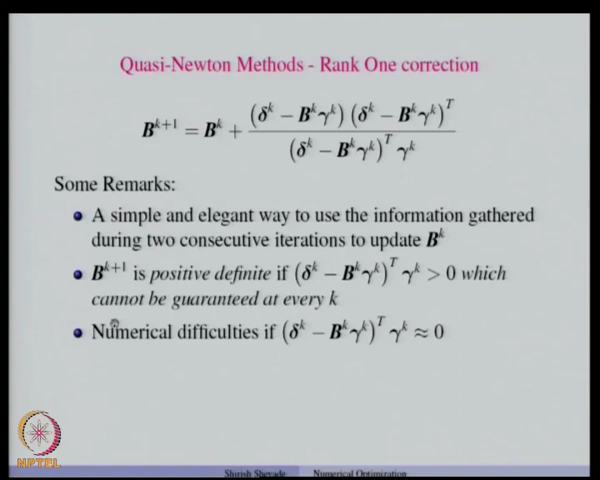 Quasi-Newton Methods - Rank One correction
B^{k+1} = B^k + \frac{(δ^k − B^kγ^k)(δ^k − B^kγ^k)^T}{(δ^k − B^kγ^k)^T γ^k}
Some Remarks:
• A simple and elegant way to use the information gathered
during two consecutive iterations to update B^k
• B^{k+1} is positive definite if (δ^k − B^kγ^k)^T γ^k > 0 which
cannot be guaranteed at every k
• Numerical difficulties if (δ^k − B^kγ^k)^T γ^k ≈ 0
NPTEL
Shirish Shevade Numerical Optimization